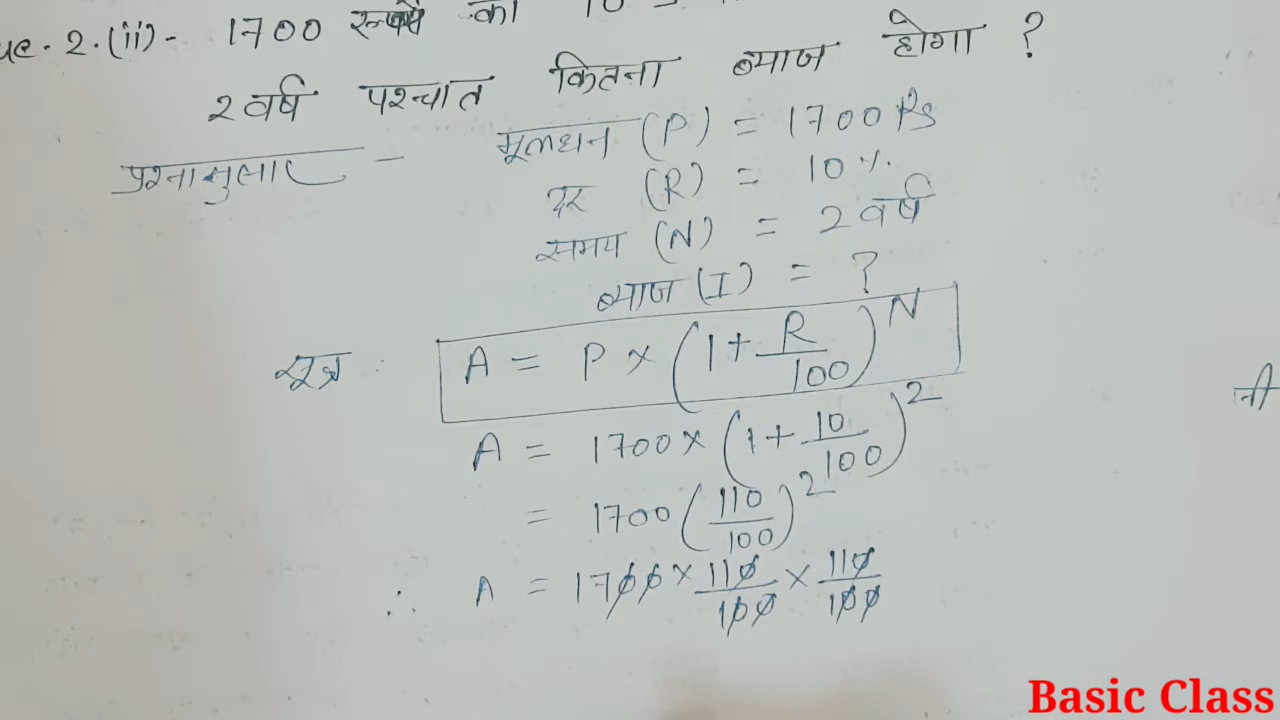 2.(ii)- 1700 रूपये का 10
2 वर्ष पश्चात कितना ब्याज होगा ?
प्रश्नानुसार - मूलधन (P) = 1700 Rs
दर (R) = 10 %
समय (N) = 2 वर्ष
ब्याज (I) = ?
सूत्र A = P × (1 + R/100)^N
A = 1700 × (1 + 10/100)^2
= 1700 (110/100)^2
∴ A = 1700 × 110/100 × 110/100
नी
Basic Class